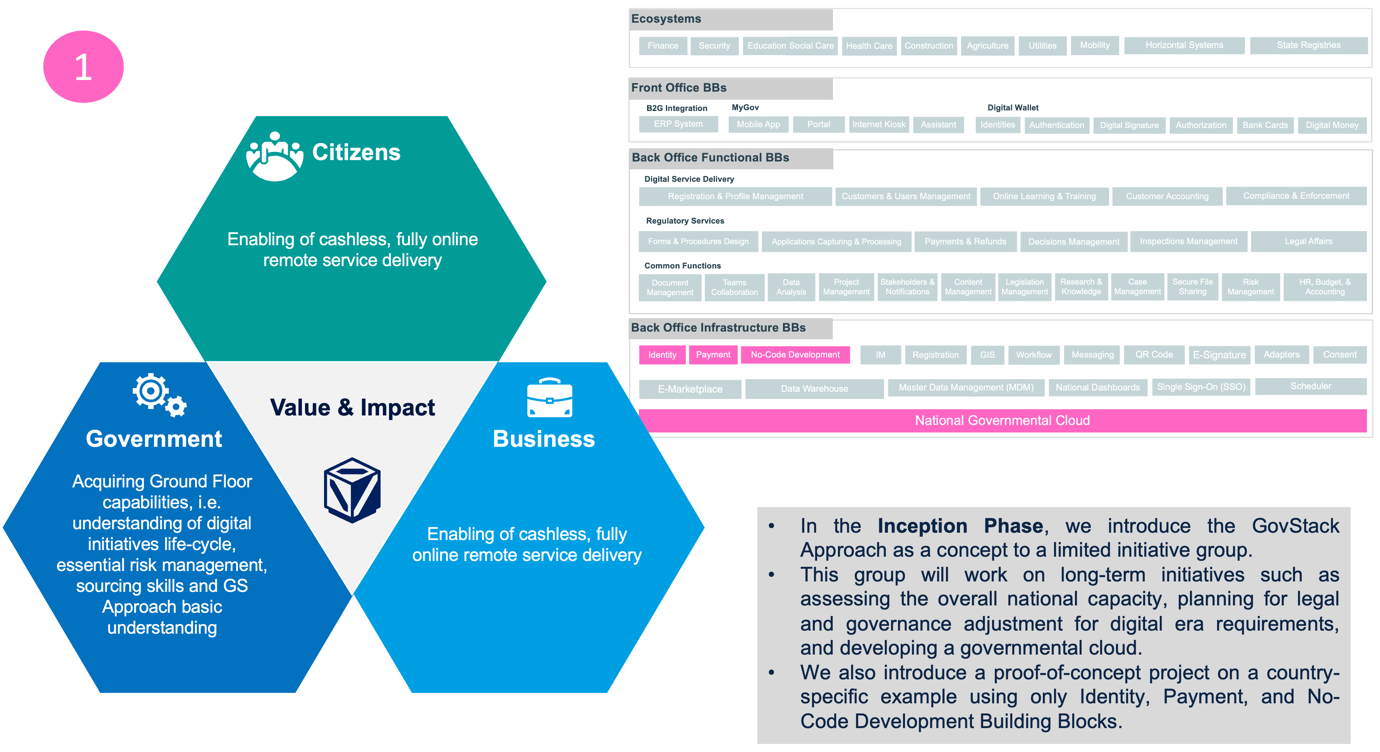 1
Citizens
Enabling of cashless, fully online
remote service delivery
Value & Impact
Government
Acquiring Ground Floor
capabilities, i.e.
understanding of digital
initiatives life-cycle,
essential risk management,
sourcing skills and GS
Approach basic
understanding
Business
Enabling of cashless, fully
online remote service delivery
Ecosystems
Finance Security Education Social Care Health Care Construction Agriculture Utilities Mobility Horizontal Systems State Registries
Front Office BBs
B2G Integration MyGov Digital Wallet
ERP System Mobile App Portal Internet Kiosk Assistant Identities Authentication Digital Signature Authorization Bank Cards Digital Money
Back Office Functional BBs
Digital Service Delivery
Registration & Profile Management Customers & Users Management Online Learning & Training Customer Accounting Compliance & Enforcement
Regulatory Services
Forms & Procedures Design Applications Capturing & Processing Payments & Refunds Decisions Management Inspections Management Legal Affairs
Common Functions
Document Teams Data Project Stakeholders & Content Legislation Research & Case Secure File Risk HR, Budget, &
Management Collaboration Analysis Management Notifications Management Management Knowledge Management Sharing Management Accounting
Back Office Infrastructure BBs
Identity Payment No-Code Development IM Registration GIS Workflow Messaging QR Code E-Signature Adapters Consent
E-Marketplace Data Warehouse Master Data Management (MDM) National Dashboards Single Sign-On (SSO) Scheduler
National Governmental Cloud
• In the Inception Phase, we introduce the GovStack
Approach as a concept to a limited initiative group.
• This group will work on long-term initiatives such as
assessing the overall national capacity, planning for legal
and governance adjustment for digital era requirements,
and developing a governmental cloud.
• We also introduce a proof-of-concept project on a country-
specific example using only Identity, Payment, and No-
Code Development Building Blocks.